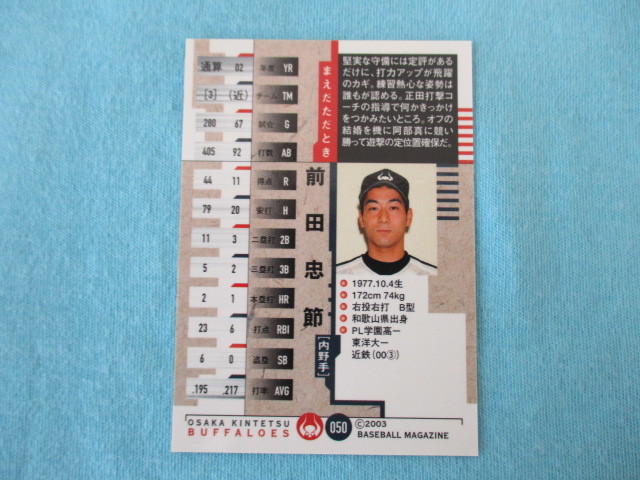 通算 02 年度 YR
[3] (近) チーム TM
280 67 試合 G
405 92 打数 AB
44 11 得点 R
79 20 安打 H
11 3 二塁打 2B
5 2 三塁打 3B
2 1 本塁打 HR
23 6 打点 RBI
6 0 盗塁 SB
.195 .217 打率 AVG
まえだただとき
前田忠節
[内野手]
堅実な守備には定評がある
だけに、打力アップが飛躍
のカギ。練習熱心な姿勢は
誰もが認める。正田打撃コ
ーチの指導で何かきっかけ
をつかみたいところ。オフの
結婚を機に阿部真に競い
勝って遊撃の定位置確保だ。
1977.10.4生
172cm 74kg
右投右打 B型
和歌山県出身
PL学園高ー
東洋大ー
近鉄(00③)
OSAKA KINTETSU
BUFFALOES
050
©2003
BASEBALL MAGAZINE